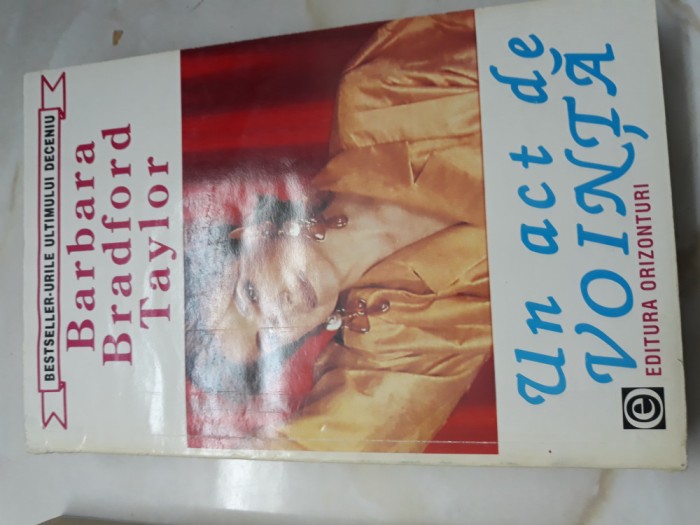 BESTSELLER-URILE ULTIMULUI DECENIU
Barbara
Bradford
Taylor
Un act de
VOINȚĂ
e
EDITURA ORIZONTURI